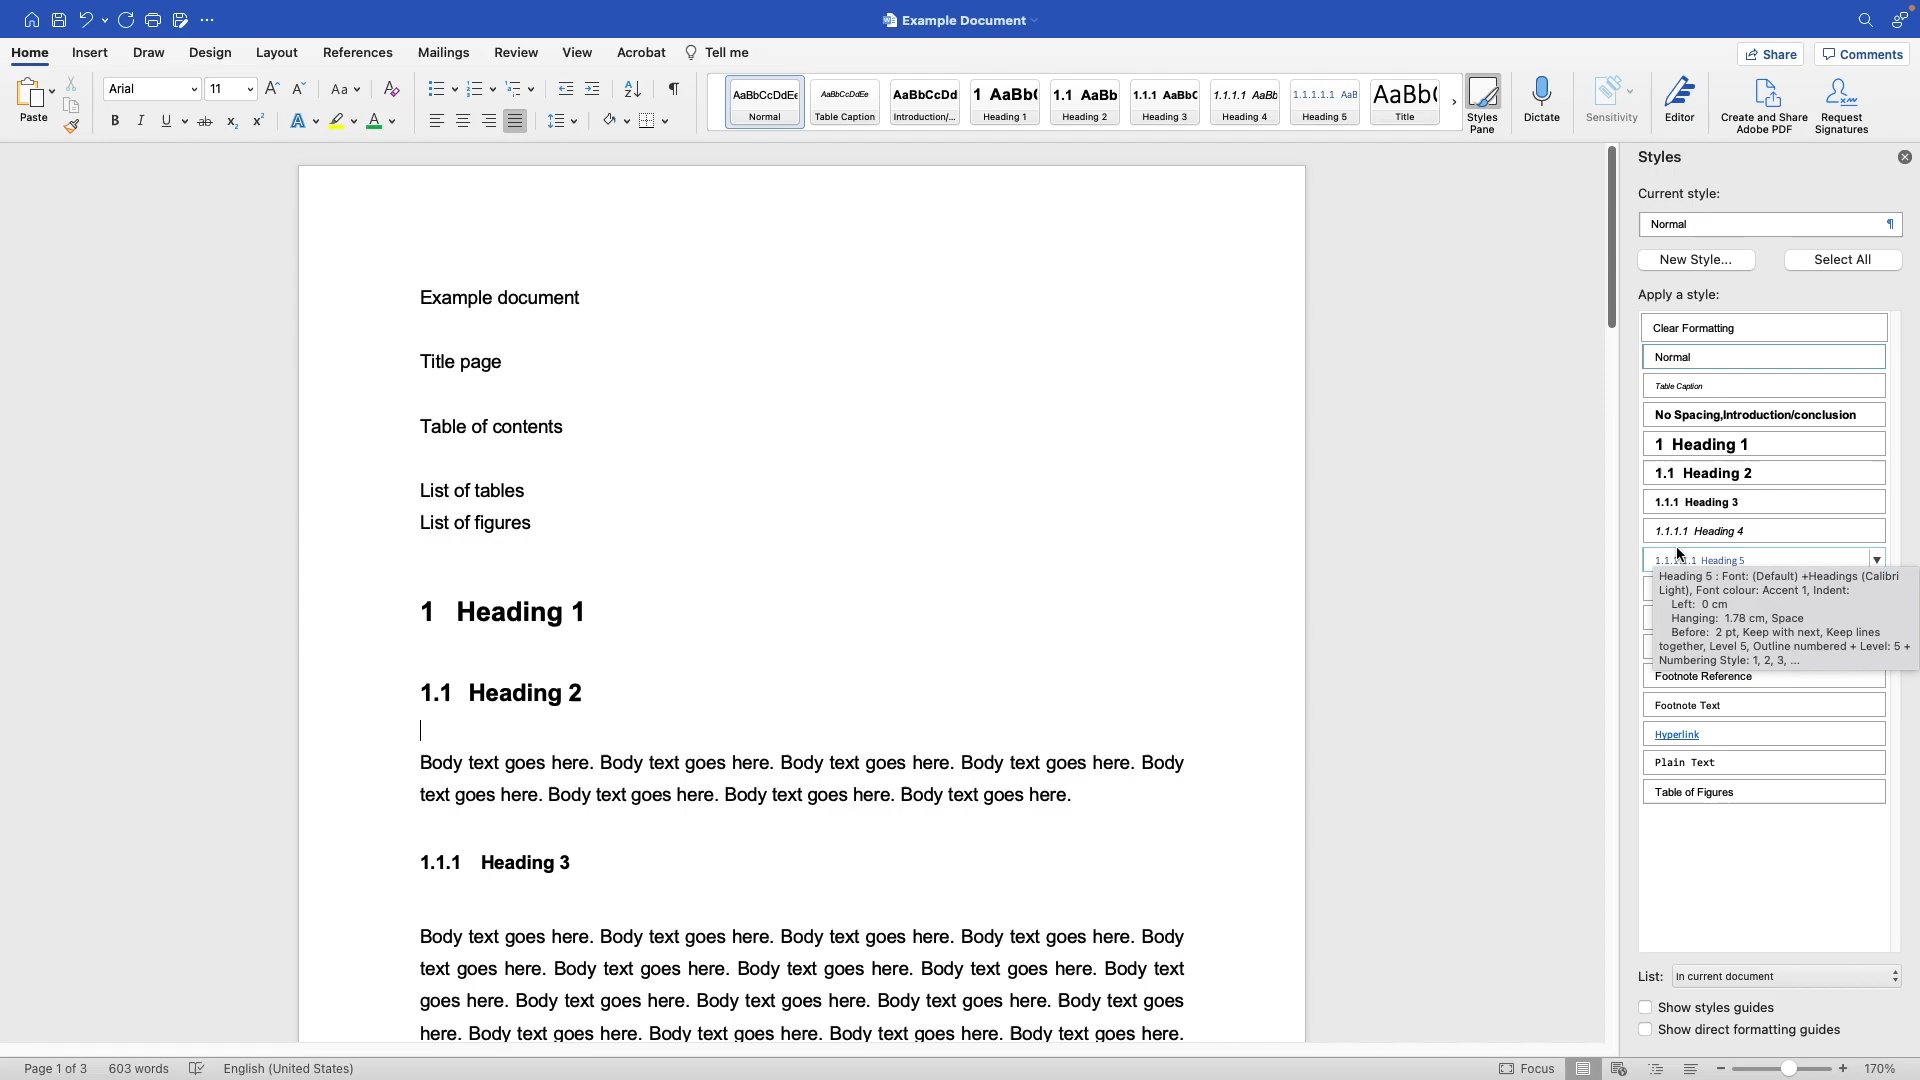 Example Document
Home Insert Draw Design Layout References Mailings Review View Acrobat Tell me
Share Comments
Paste
Arial 11 Aa
AaBbCcDdEe AaBbCcDdEe AaBbCcDd 1 AaBb( 1.1 AaBb 1.1.1 AaBbC 1.1.1.1 AaBb 1.1.1.1.1 AaB AaBb(
Normal Table Caption Introduction/... Heading 1 Heading 2 Heading 3 Heading 4 Heading 5 Title
Styles Pane
Dictate
Sensitivity
Editor
Create and Share Adobe PDF
Request Signatures
Example document
Title page
Table of contents
List of tables
List of figures
1 Heading 1
1.1 Heading 2
Body text goes here. Body text goes here. Body text goes here. Body text goes here. Body
text goes here. Body text goes here. Body text goes here. Body text goes here.
1.1.1 Heading 3
Body text goes here. Body text goes here. Body text goes here. Body text goes here. Body
text goes here. Body text goes here. Body text goes here. Body text goes here. Body text
goes here. Body text goes here. Body text goes here. Body text goes here. Body text goes
here. Body text goes here. Body text goes here. Body text goes here. Body text goes here.
Styles
Current style:
Normal ¶
New Style... Select All
Apply a style:
Clear Formatting
Normal
Table Caption
No Spacing,Introduction/conclusion
1 Heading 1
1.1 Heading 2
1.1.1 Heading 3
1.1.1.1 Heading 4
1.1.1.1.1 Heading 5
Heading 5 : Font: (Default) +Headings (Calibri
Light), Font colour: Accent 1, Indent:
Left: 0 cm
Hanging: 1.78 cm, Space
Before: 2 pt, Keep with next, Keep lines
together, Level 5, Outline numbered + Level: 5 +
Numbering Style: 1, 2, 3, ...
Footnote Reference
Footnote Text
Hyperlink
Plain Text
Table of Figures
List: In current document
Show styles guides
Show direct formatting guides
Page 1 of 3 603 words English (United States)
Focus 170%